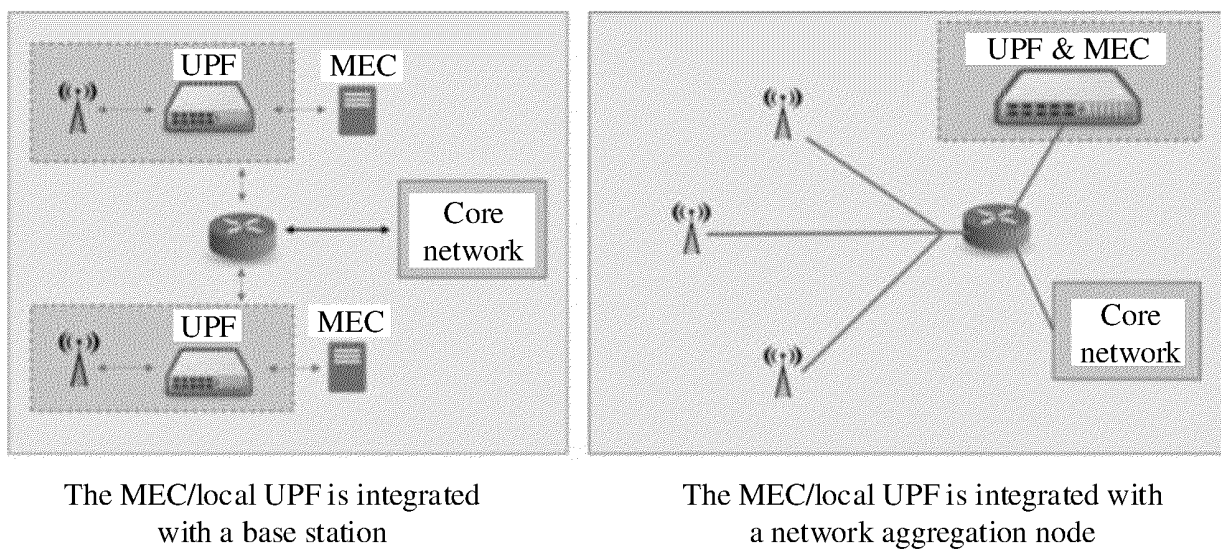 UPF
MEC
Core
network
UPF
MEC
The MEC/local UPF is integrated
with a base station
UPF & MEC
Core
network
The MEC/local UPF is integrated with
a network aggregation node